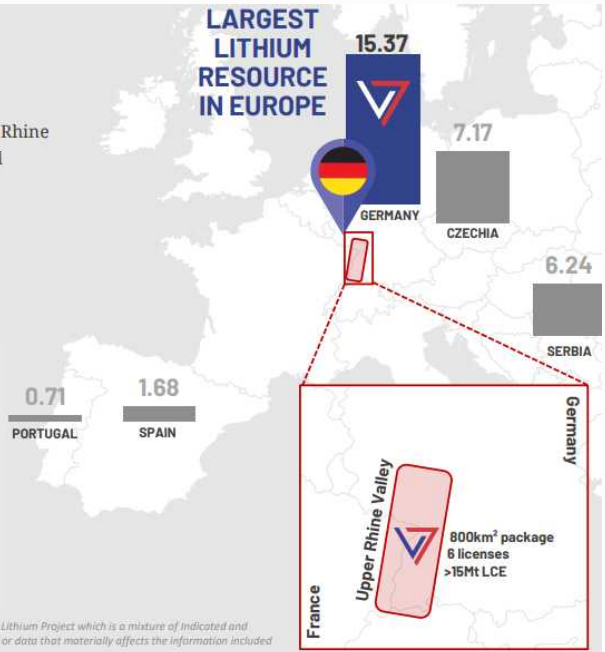 LARGEST
LITHIUM
RESOURCE
IN EUROPE
15.37
Rhine
7.17
GERMANY
CZECHIA
6.24
SERBIA
0.71
1.68
PORTUGAL
SPAIN
Germany
Upper Rhine Valley
800km² package
6 licenses
>15Mt LCE
France
Lithium Project which is a mixture of Indicated and
or data that materially affects the information included